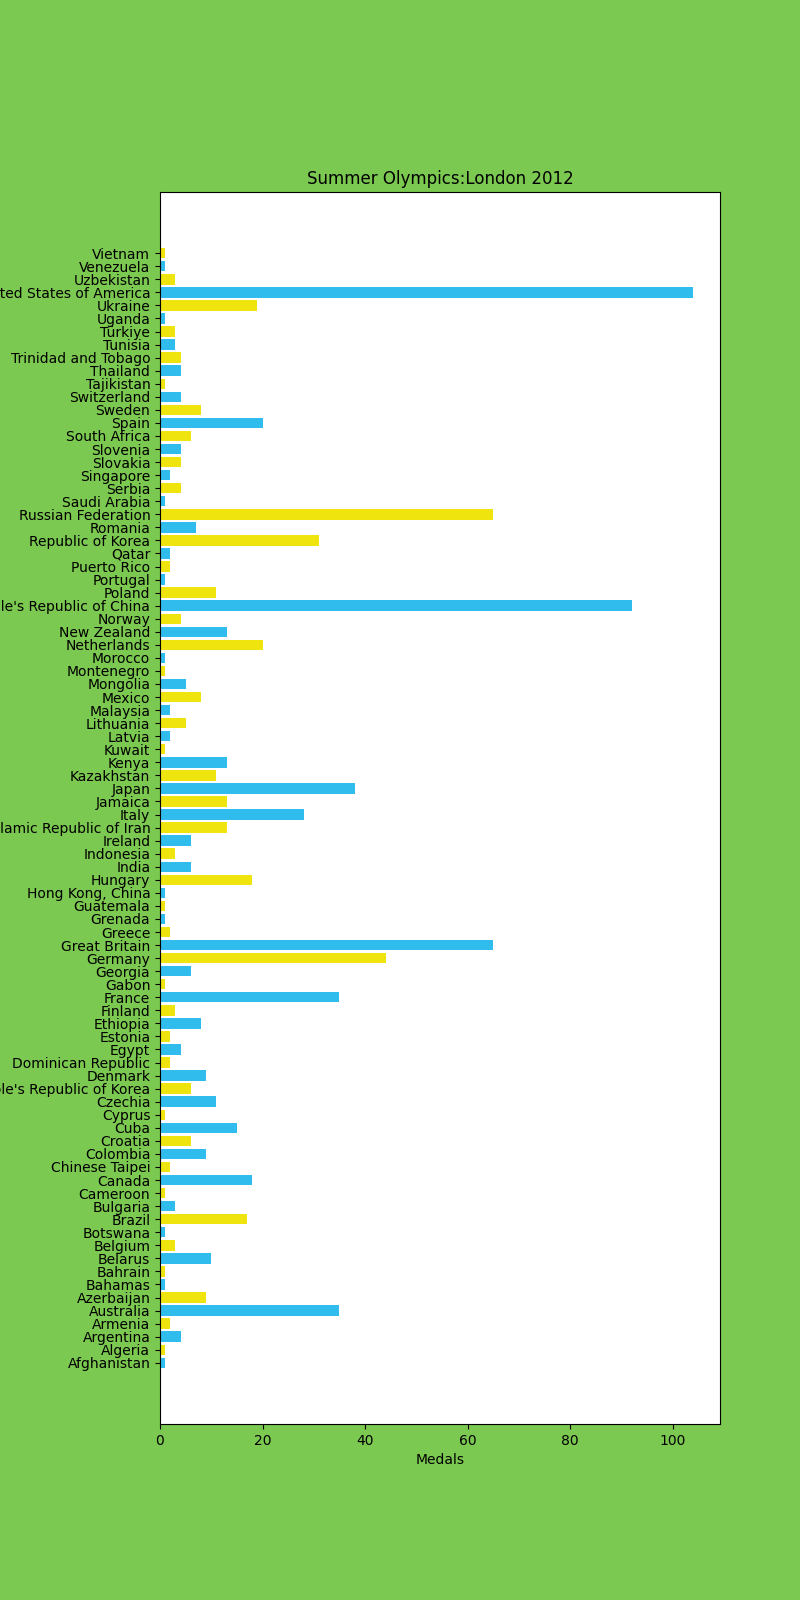 Summer Olympics:London 2012
Vietnam
Venezuela
Uzbekistan
ted States of America
Ukraine
Uganda
Türkiye
Tunisia
Trinidad and Tobago
Thailand
Tajikistan
Switzerland
Sweden
Spain
South Africa
Slovenia
Slovakia
Singapore
Serbia
Saudi Arabia
Russian Federation
Romania
Republic of Korea
Qatar
Puerto Rico
Portugal
Poland
le's Republic of China
Norway
New Zealand
Netherlands
Morocco
Montenegro
Mongolia
Mexico
Malaysia
Lithuania
Latvia
Kuwait
Kenya
Kazakhstan
Japan
Jamaica
Italy
lamic Republic of Iran
Ireland
Indonesia
India
Hungary
Hong Kong, China
Guatemala
Grenada
Greece
Great Britain
Germany
Georgia
Gabon
France
Finland
Ethiopia
Estonia
Egypt
Dominican Republic
Denmark
le's Republic of Korea
Czechia
Cyprus
Cuba
Croatia
Colombia
Chinese Taipei
Canada
Cameroon
Bulgaria
Brazil
Botswana
Belgium
Belarus
Bahrain
Bahamas
Azerbaijan
Australia
Armenia
Argentina
Algeria
Afghanistan
0 20 40 60 80 100
Medals